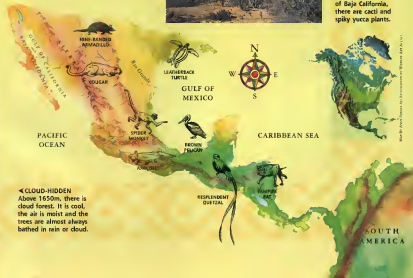 of Baja California,
there are cacti and
spiky yucca plants.
NINE-BANDED
ARMADILLO
GULF OF CALIFORNIA
COUGAR
LEATHERBACK
TURTLE
N
W
E
S
GULF OF
MEXICO
PACIFIC
OCEAN
SPIDER
MONKEY
BROWN
PELICAN
CARIBBEAN SEA
RESPLENDENT
QUETZAL
VAMPIRE
BAT
◄ CLOUD-HIDDEN
Above 1650m, there is
cloud forest. It is cool,
the air is moist and the
trees are almost always
bathed in rain or cloud.
SOUTH
AMERICA